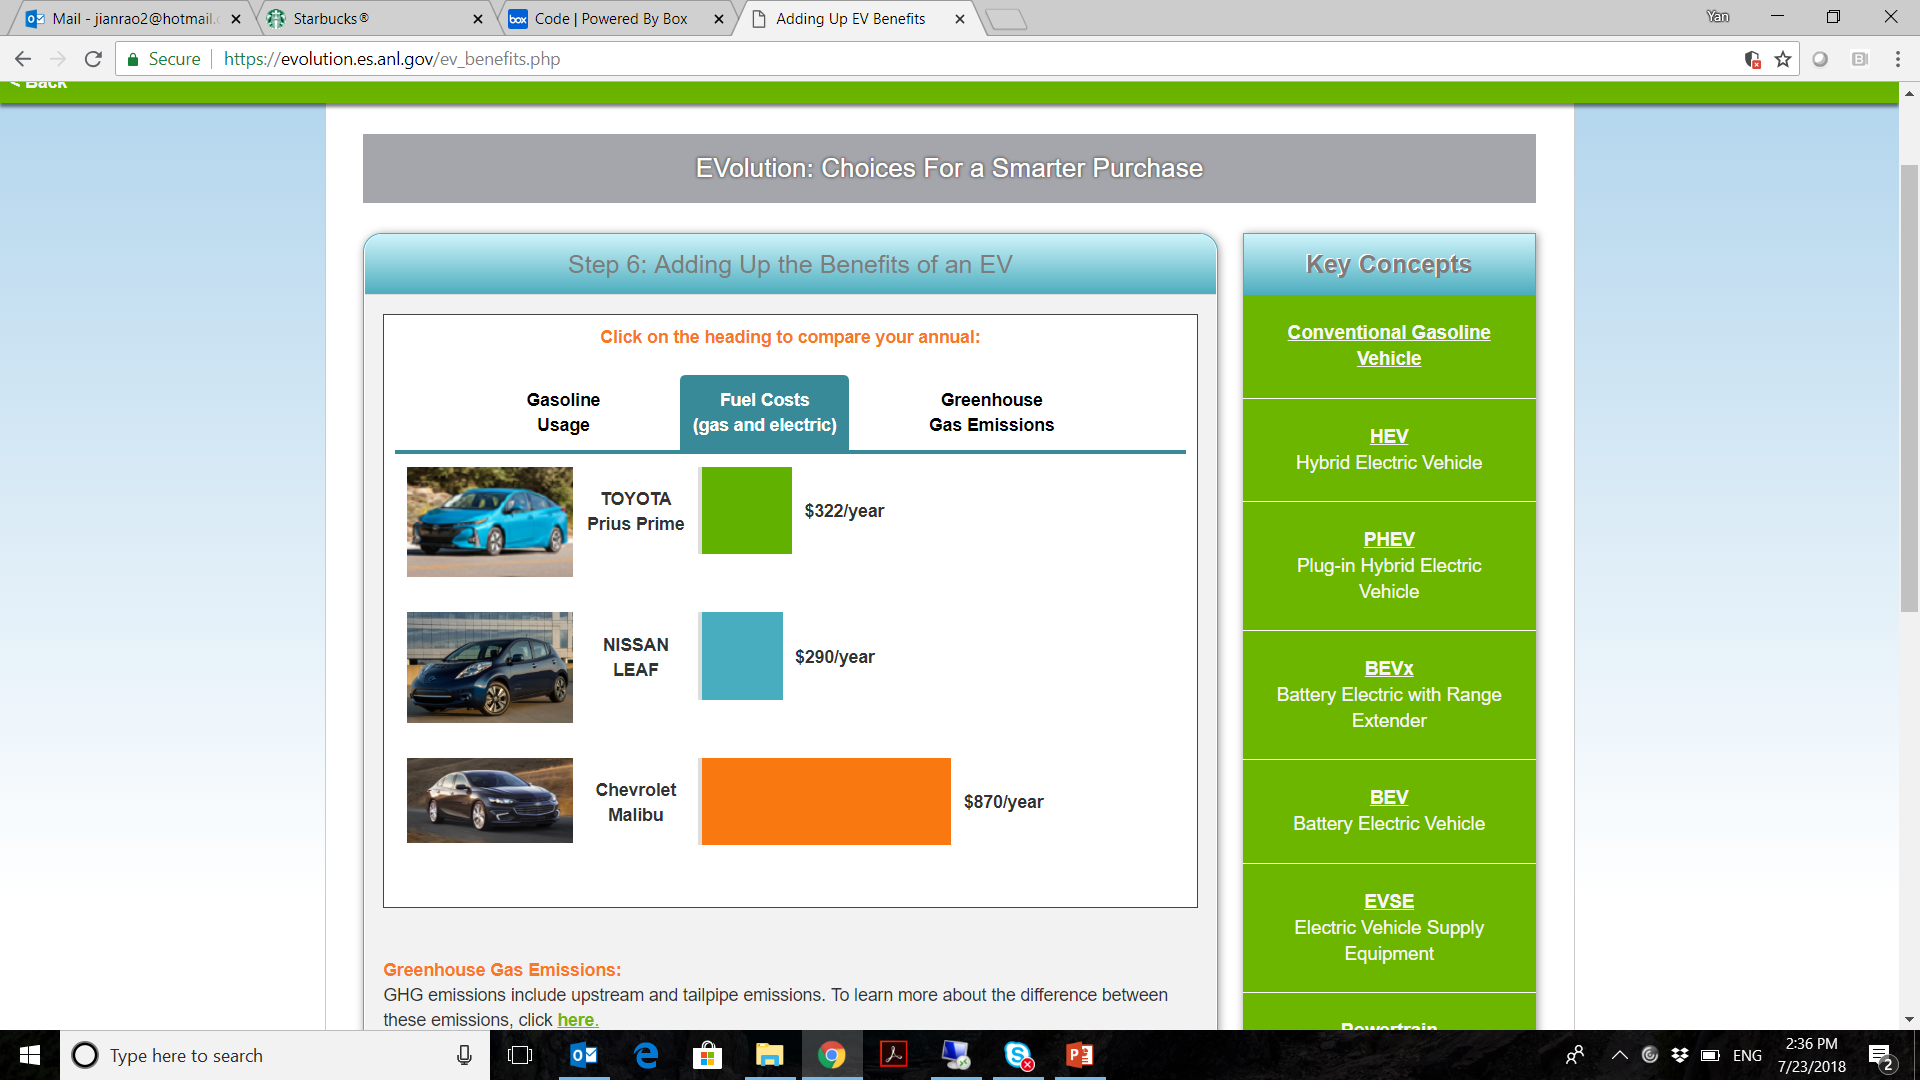 Mail - jianrao2@hotmail.
Starbucks®
Code | Powered By Box
Adding Up EV Benefits
Yan
Secure
https://evolution.es.anl.gov/ev_benefits.php
< Back
EVolution: Choices For a Smarter Purchase
Step 6: Adding Up the Benefits of an EV
Click on the heading to compare your annual:
Gasoline
Usage
Fuel Costs
(gas and electric)
Greenhouse
Gas Emissions
TOYOTA
Prius Prime
$322/year
NISSAN
LEAF
$290/year
Chevrolet
Malibu
$870/year
Greenhouse Gas Emissions:
GHG emissions include upstream and tailpipe emissions. To learn more about the difference between
these emissions, click here.
Key Concepts
Conventional Gasoline
Vehicle
HEV
Hybrid Electric Vehicle
PHEV
Plug-in Hybrid Electric
Vehicle
BEVx
Battery Electric with Range
Extender
BEV
Battery Electric Vehicle
EVSE
Electric Vehicle Supply
Equipment
Powertrain
Type here to search
ENG
2:36 PM
7/23/2018
2